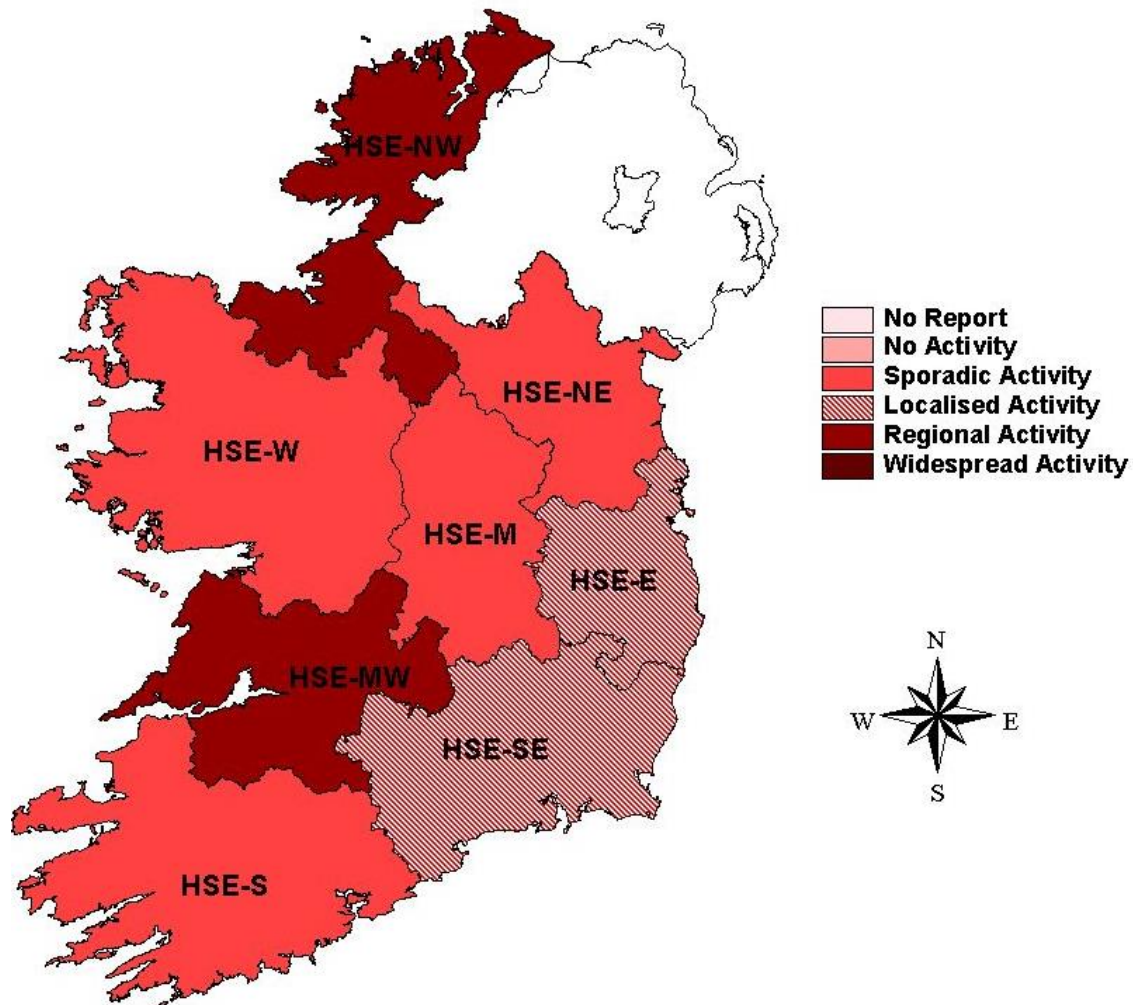 HSE-NW
HSE-NE
HSE-W
HSE-M
HSE-E
HSE-MW
HSE-SE
HSE-S
No Report
No Activity
Sporadic Activity
Localised Activity
Regional Activity
Widespread Activity
N
W
E
S